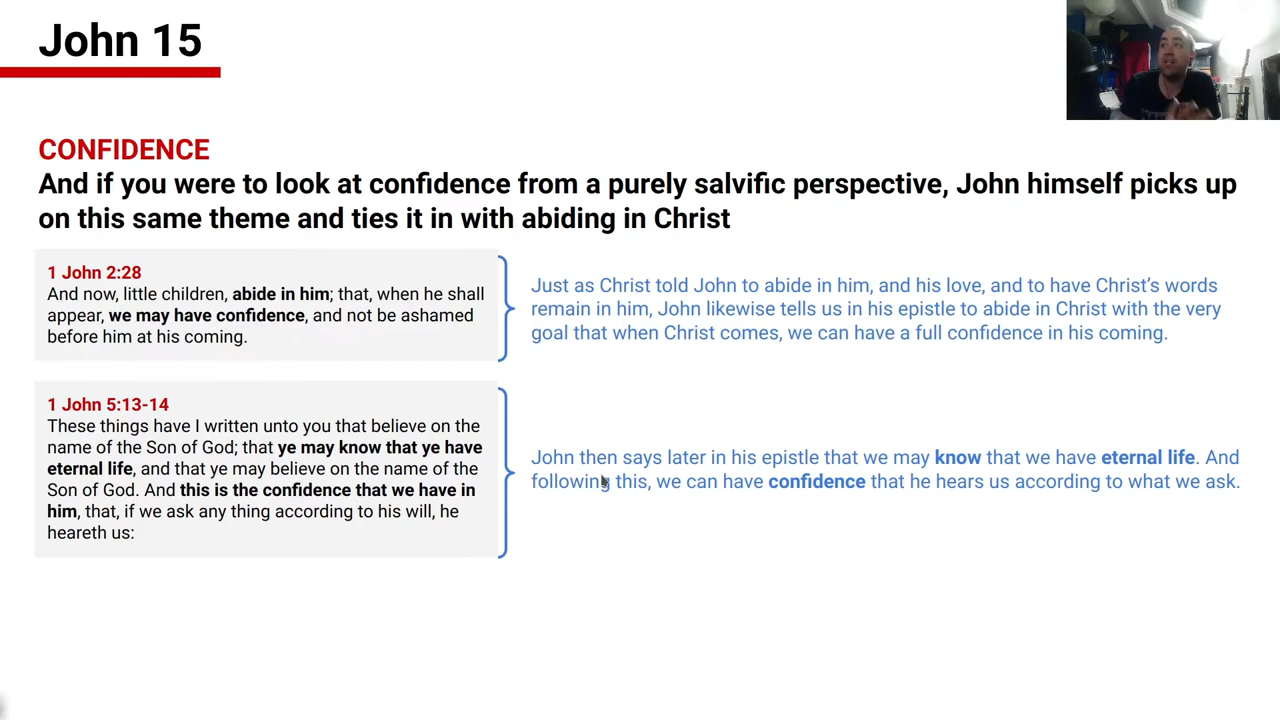 John 15
CONFIDENCE
And if you were to look at confidence from a purely salvific perspective, John himself picks up
on this same theme and ties it in with abiding in Christ
1 John 2:28
And now, little children, abide in him; that, when he shall
appear, we may have confidence, and not be ashamed
before him at his coming.
Just as Christ told John to abide in him, and his love, and to have Christ’s words
remain in him, John likewise tells us in his epistle to abide in Christ with the very
goal that when Christ comes, we can have a full confidence in his coming.
1 John 5:13-14
These things have I written unto you that believe on the
name of the Son of God; that ye may know that ye have
eternal life, and that ye may believe on the name of the
Son of God. And this is the confidence that we have in
him, that, if we ask any thing according to his will, he
heareth us:
John then says later in his epistle that we may know that we have eternal life. And
following this, we can have confidence that he hears us according to what we ask.